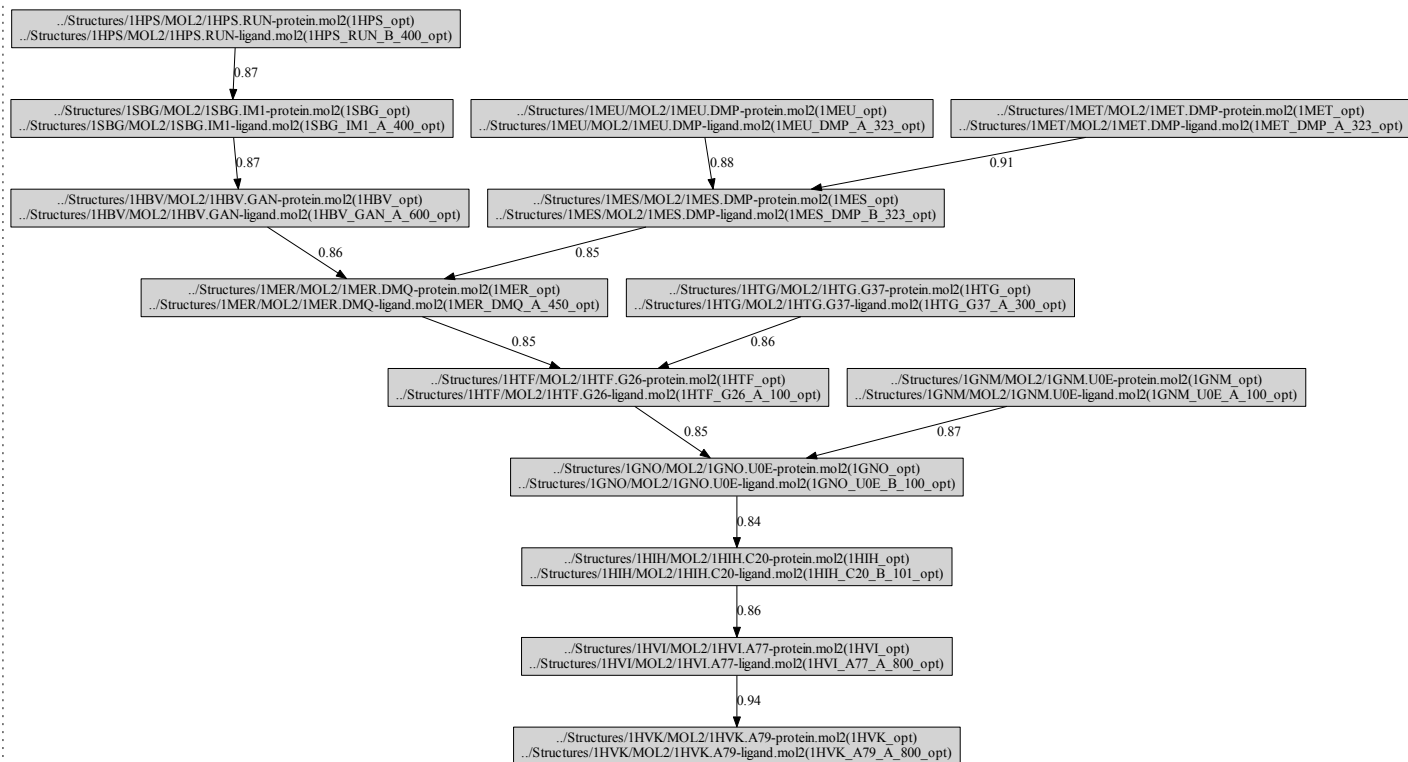 ../Structures/1HPS/MOL2/1HPS.RUN-protein.mol2(1HPS_opt)
../Structures/1HPS/MOL2/1HPS.RUN-ligand.mol2(1HPS_RUN_B_400_opt)
0.87
../Structures/1SBG/MOL2/1SBG.IM1-protein.mol2(1SBG_opt)
../Structures/1SBG/MOL2/1SBG.IM1-ligand.mol2(1SBG_IM1_A_400_opt)
../Structures/1MEU/MOL2/1MEU.DMP-protein.mol2(1MEU_opt)
../Structures/1MEU/MOL2/1MEU.DMP-ligand.mol2(1MEU_DMP_A_323_opt)
../Structures/1MET/MOL2/1MET.DMP-protein.mol2(1MET_opt)
../Structures/1MET/MOL2/1MET.DMP-ligand.mol2(1MET_DMP_A_323_opt)
0.87
0.88
0.91
../Structures/1HBV/MOL2/1HBV.GAN-protein.mol2(1HBV_opt)
../Structures/1HBV/MOL2/1HBV.GAN-ligand.mol2(1HBV_GAN_A_600_opt)
../Structures/1MES/MOL2/1MES.DMP-protein.mol2(1MES_opt)
../Structures/1MES/MOL2/1MES.DMP-ligand.mol2(1MES_DMP_B_323_opt)
0.86
0.85
../Structures/1MER/MOL2/1MER.DMQ-protein.mol2(1MER_opt)
../Structures/1MER/MOL2/1MER.DMQ-ligand.mol2(1MER_DMQ_A_450_opt)
../Structures/1HTG/MOL2/1HTG.G37-protein.mol2(1HTG_opt)
../Structures/1HTG/MOL2/1HTG.G37-ligand.mol2(1HTG_G37_A_300_opt)
0.85
0.86
../Structures/1HTF/MOL2/1HTF.G26-protein.mol2(1HTF_opt)
../Structures/1HTF/MOL2/1HTF.G26-ligand.mol2(1HTF_G26_A_100_opt)
../Structures/1GNM/MOL2/1GNM.U0E-protein.mol2(1GNM_opt)
../Structures/1GNM/MOL2/1GNM.U0E-ligand.mol2(1GNM_U0E_A_100_opt)
0.85
0.87
../Structures/1GNO/MOL2/1GNO.U0E-protein.mol2(1GNO_opt)
../Structures/1GNO/MOL2/1GNO.U0E-ligand.mol2(1GNO_U0E_B_100_opt)
0.84
../Structures/1HIH/MOL2/1HIH.C20-protein.mol2(1HIH_opt)
../Structures/1HIH/MOL2/1HIH.C20-ligand.mol2(1HIH_C20_B_101_opt)
0.86
../Structures/1HVI/MOL2/1HVI.A77-protein.mol2(1HVI_opt)
../Structures/1HVI/MOL2/1HVI.A77-ligand.mol2(1HVI_A77_A_800_opt)
0.94
../Structures/1HVK/MOL2/1HVK.A79-protein.mol2(1HVK_opt)
../Structures/1HVK/MOL2/1HVK.A79-ligand.mol2(1HVK_A79_A_800_opt)